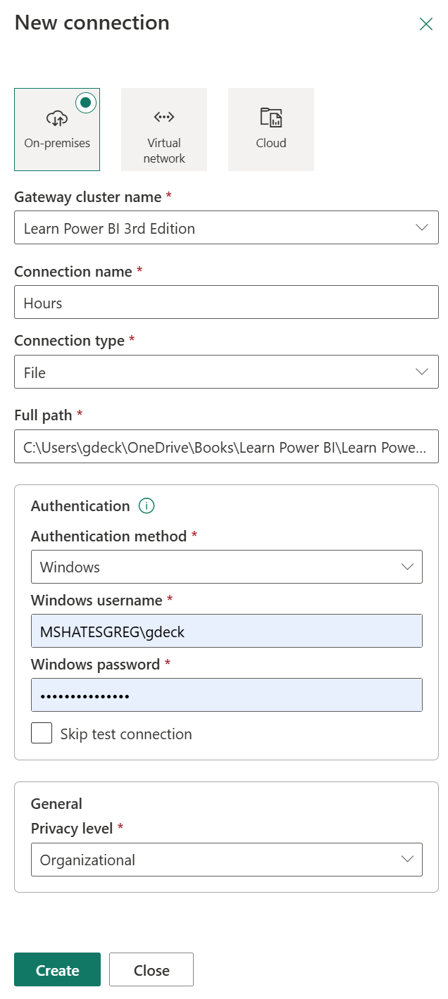 New connection
On-premises
Virtual
network
Cloud
Gateway cluster name *
Learn Power BI 3rd Edition
Connection name *
Hours
Connection type *
File
Full path *
C:\Users\gdeck\OneDrive\Books\Learn Power BI\Learn Powe...
Authentication
Authentication method *
Windows
Windows username *
MSHATESGREG\gdeck
Windows password *
•••••••••••••••
Skip test connection
General
Privacy level *
Organizational
Create
Close